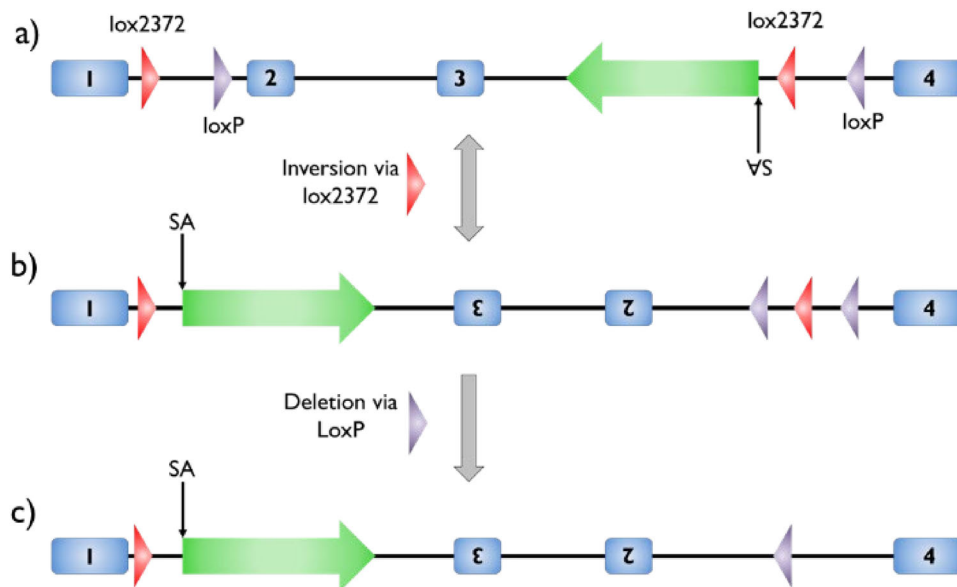 a)
lox2372
lox2372
1
2
3
4
loxP
loxP
SA
Inversion via
lox2372
SA
b)
1
3
2
4
Deletion via
LoxP
SA
c)
1
3
2
4